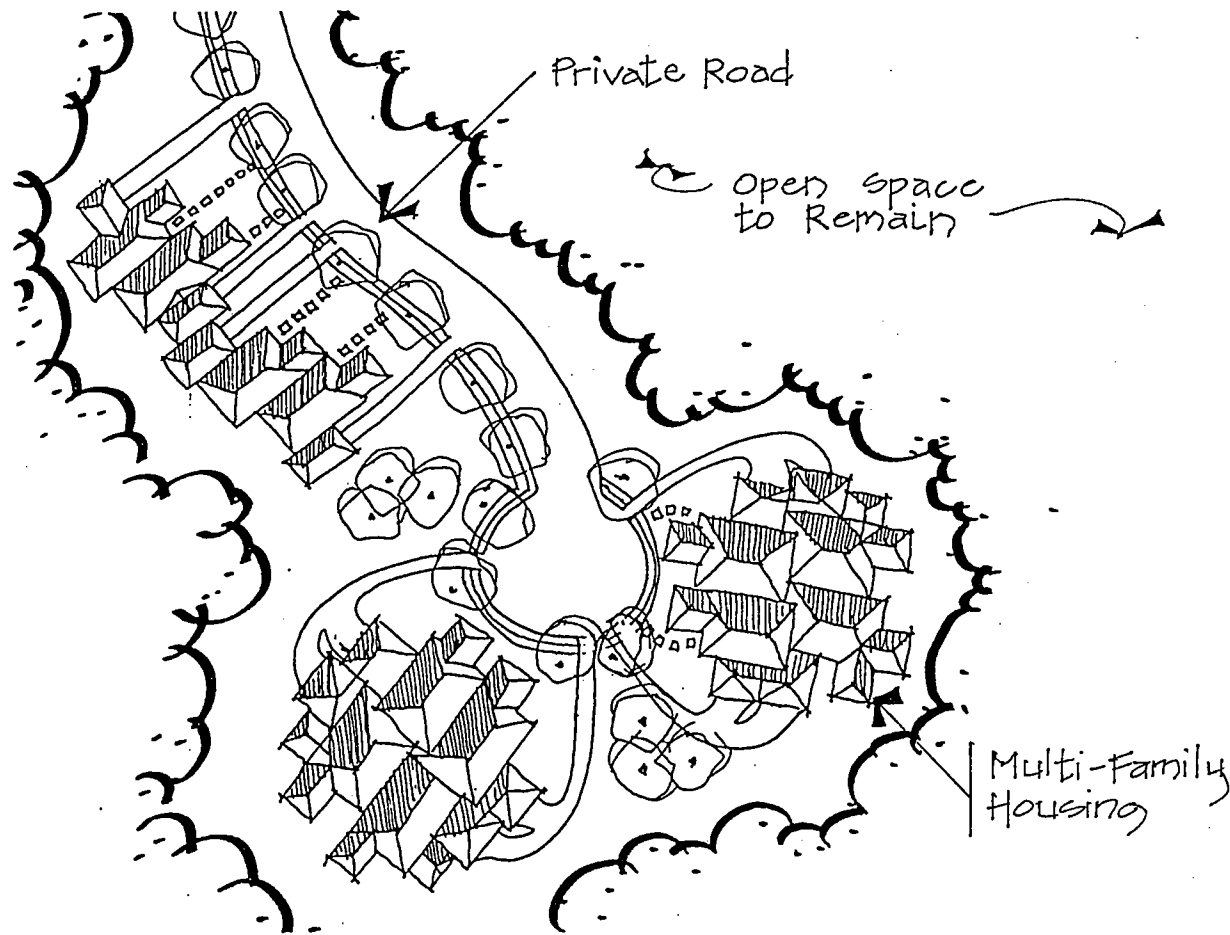 Private Road
Open Space
to Remain
Multi-Family
Housing